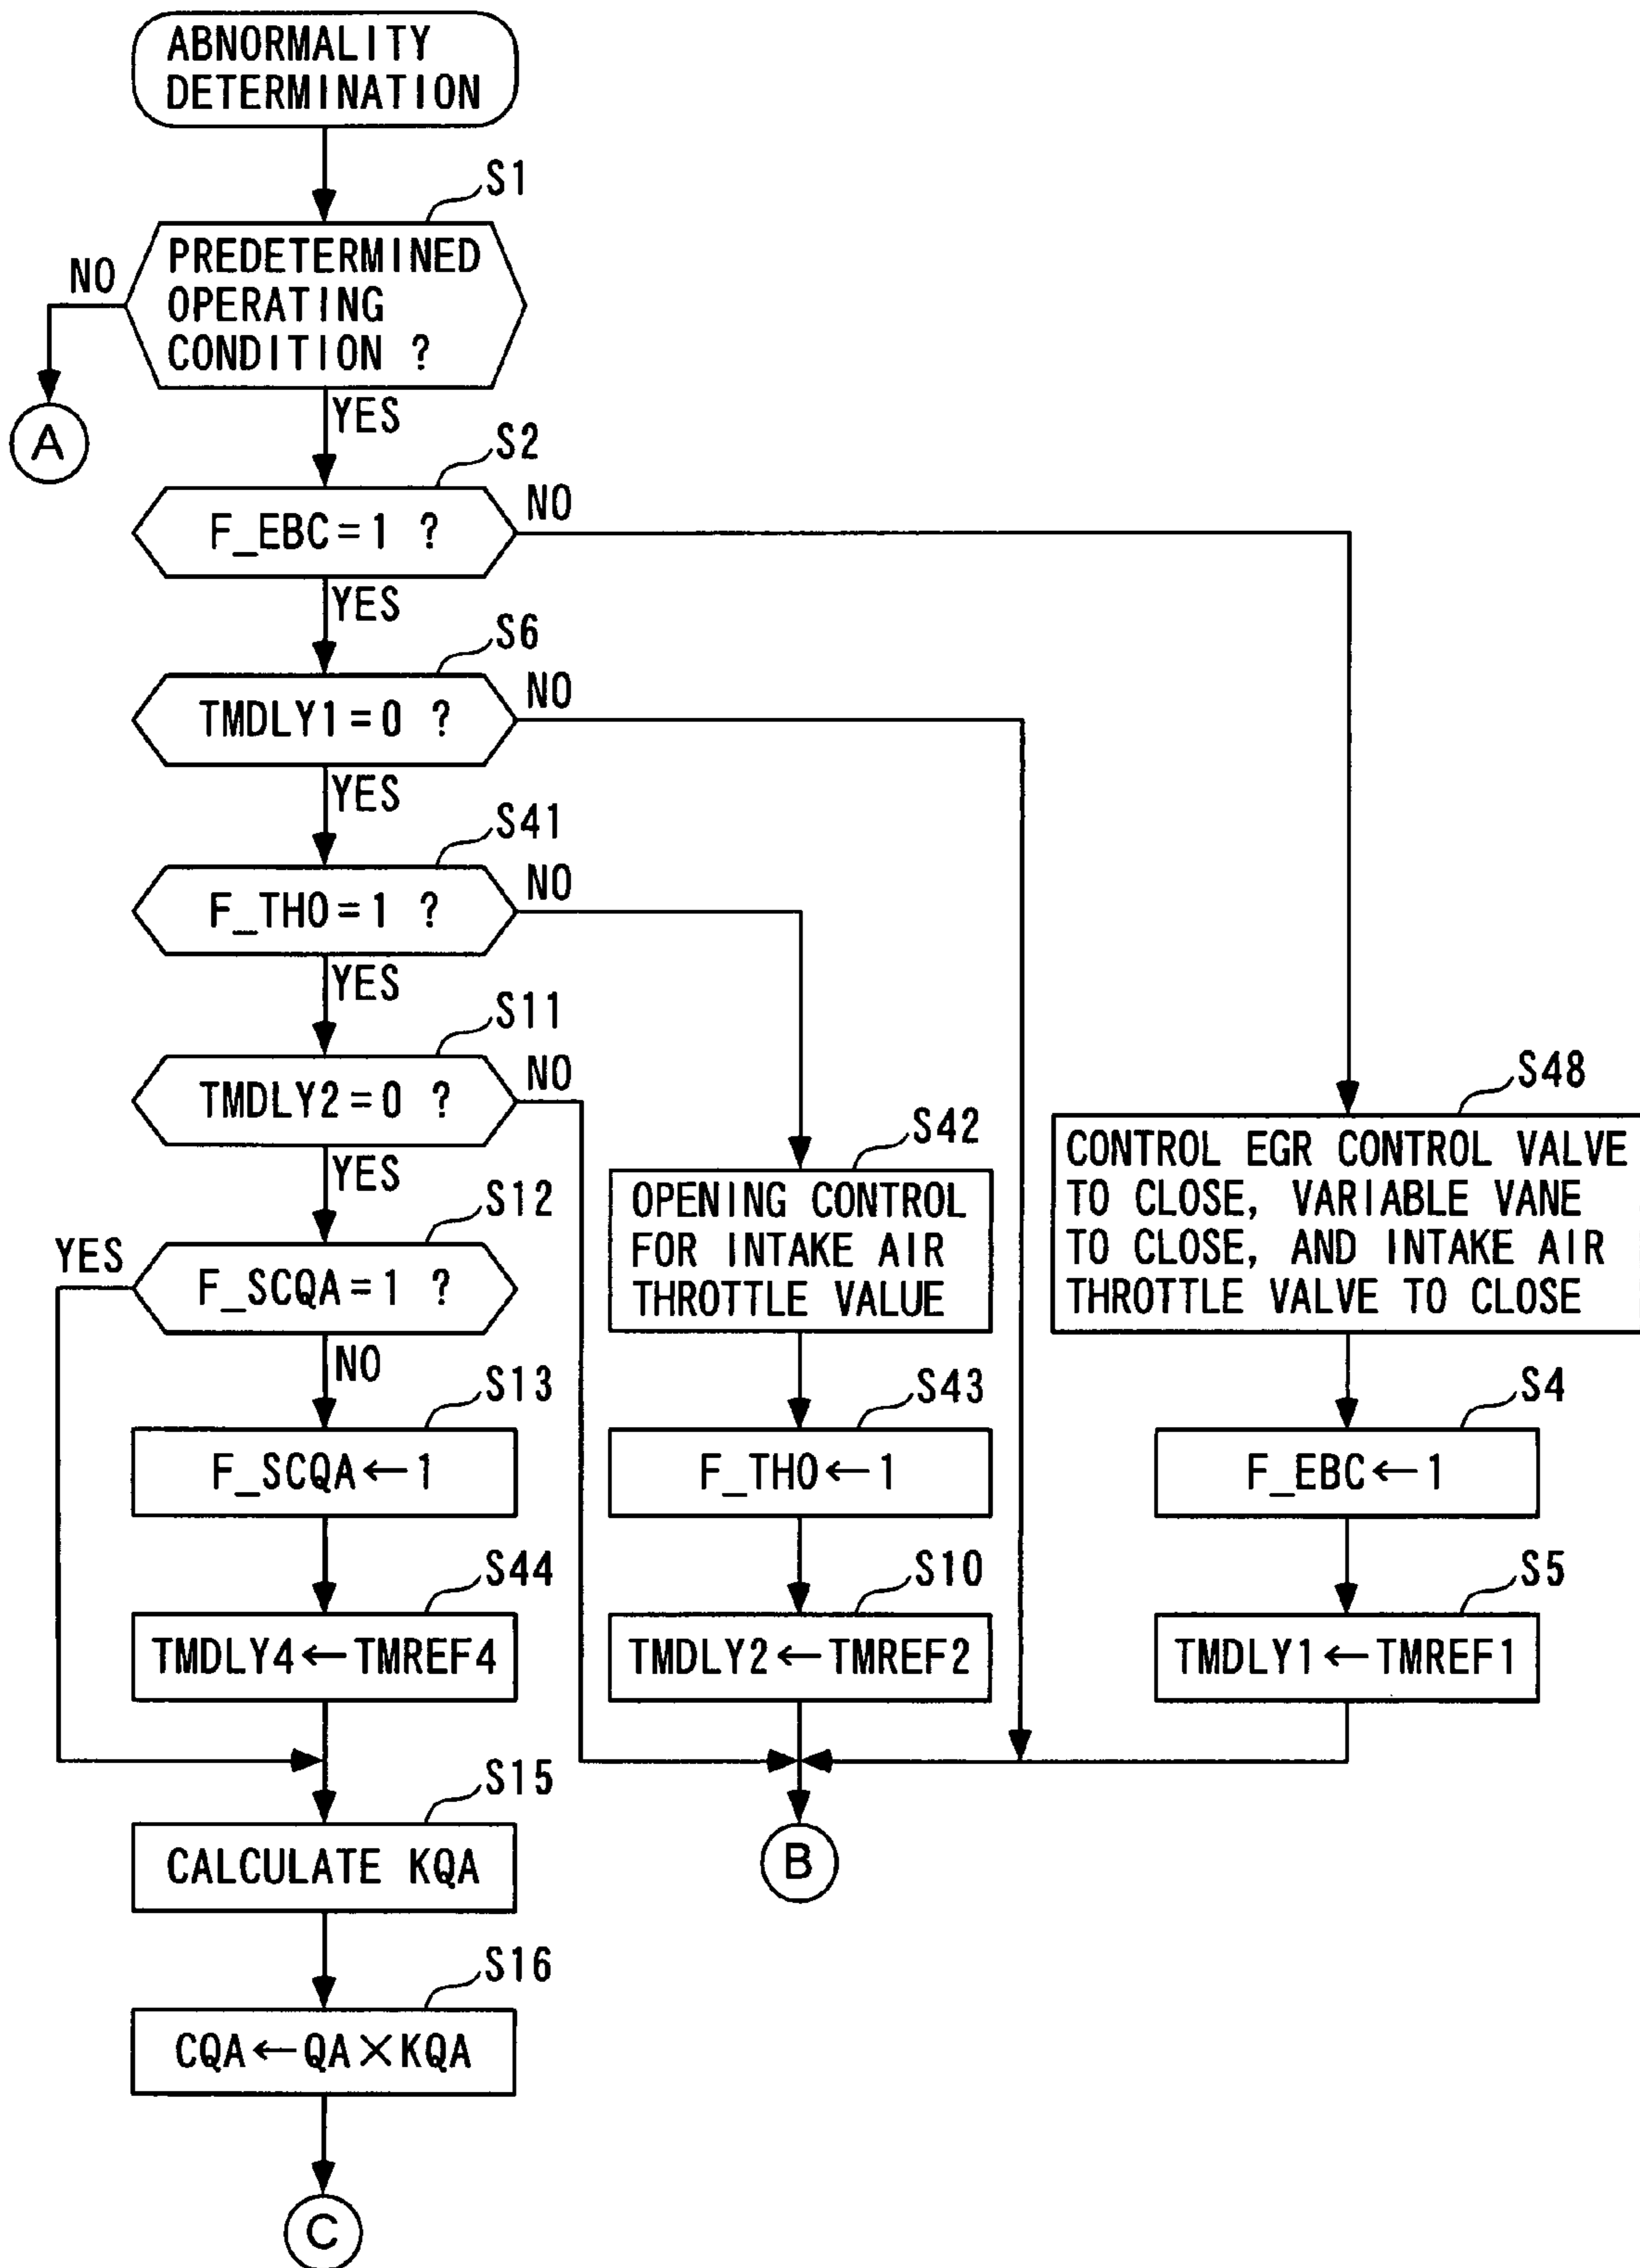 ABNORMALITY
DETERMINATION
S1
PREDETERMINED
OPERATING
CONDITION ?
NO
A
YES
S2
F_EBC=1 ?
NO
YES
S6
TMDLY1=0 ?
NO
YES
S41
F_THO=1 ?
NO
YES
S11
TMDLY2=0 ?
NO
YES
S12
F_SCQA=1 ?
YES
NO
S13
F_SCQA←1
S44
TMDLY4←TMREF4
S15
CALCULATE KQA
S16
CQA←QA×KQA
C
S42
OPENING CONTROL
FOR INTAKE AIR
THROTTLE VALUE
S43
F_THO←1
S10
TMDLY2←TMREF2
B
S48
CONTROL EGR CONTROL VALVE
TO CLOSE, VARIABLE VANE
TO CLOSE, AND INTAKE AIR
THROTTLE VALVE TO CLOSE
S4
F_EBC←1
S5
TMDLY1←TMREF1